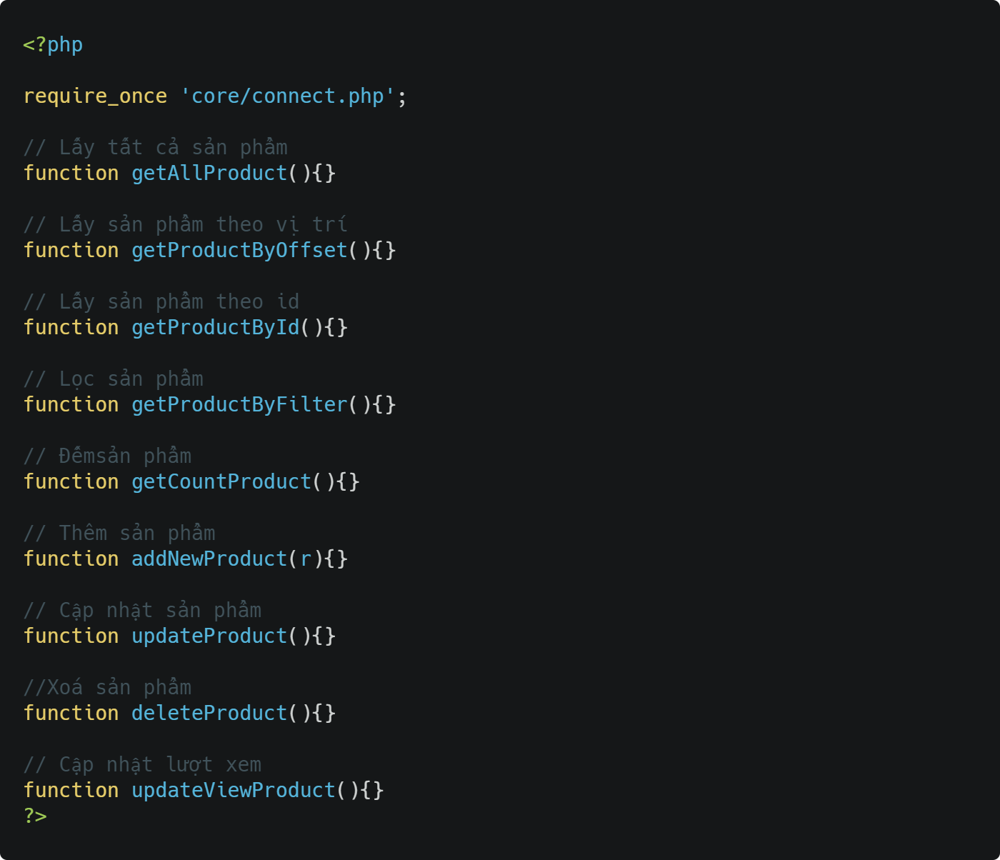 <?php
require_once 'core/connect.php';
// Lấy tất cả sản phẩm
function getAllProduct(){}
// Lấy sản phẩm theo vị trí
function getProductByOffset(){}
// Lấy sản phẩm theo id
function getProductById(){}
// Lọc sản phẩm
function getProductByFilter(){}
// Đếmsản phẩm
function getCountProduct(){}
// Thêm sản phẩm
function addNewProduct(r){}
// Cập nhật sản phẩm
function updateProduct(){}
//Xoá sản phẩm
function deleteProduct(){}
// Cập nhật lượt xem
function updateViewProduct(){}
?>